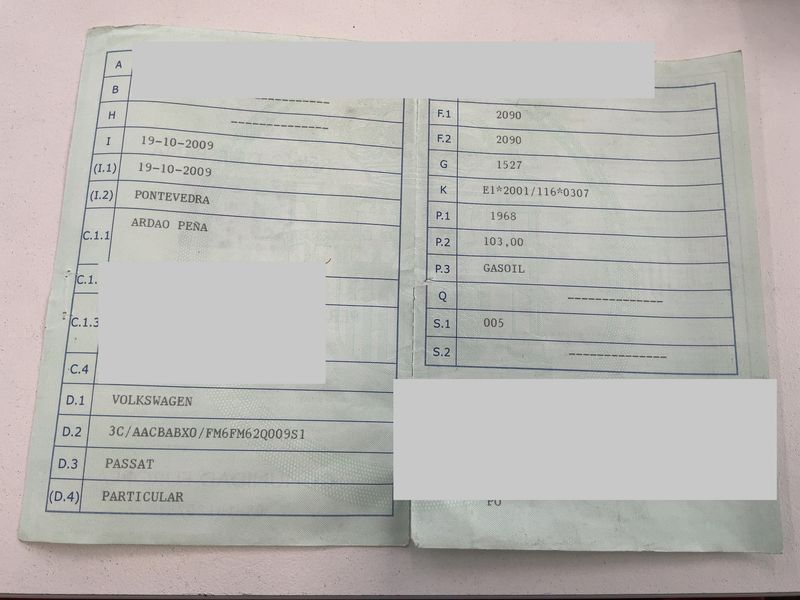 A
B
--------------
H --------------
I 19-10-2009
(I.1) 19-10-2009
(I.2) PONTEVEDRA
C.1.1 ARDAO PEÑA
C.1.
C.1.3
C.4
D.1 VOLKSWAGEN
D.2 3C/AACBABX0/FM6FM62Q009S1
D.3 PASSAT
(D.4) PARTICULAR
F.1 2090
F.2 2090
G 1527
K E1*2001/116*0307
P.1 1968
P.2 103,00
P.3 GASOIL
Q --------------
S.1 005
S.2 --------------
PO